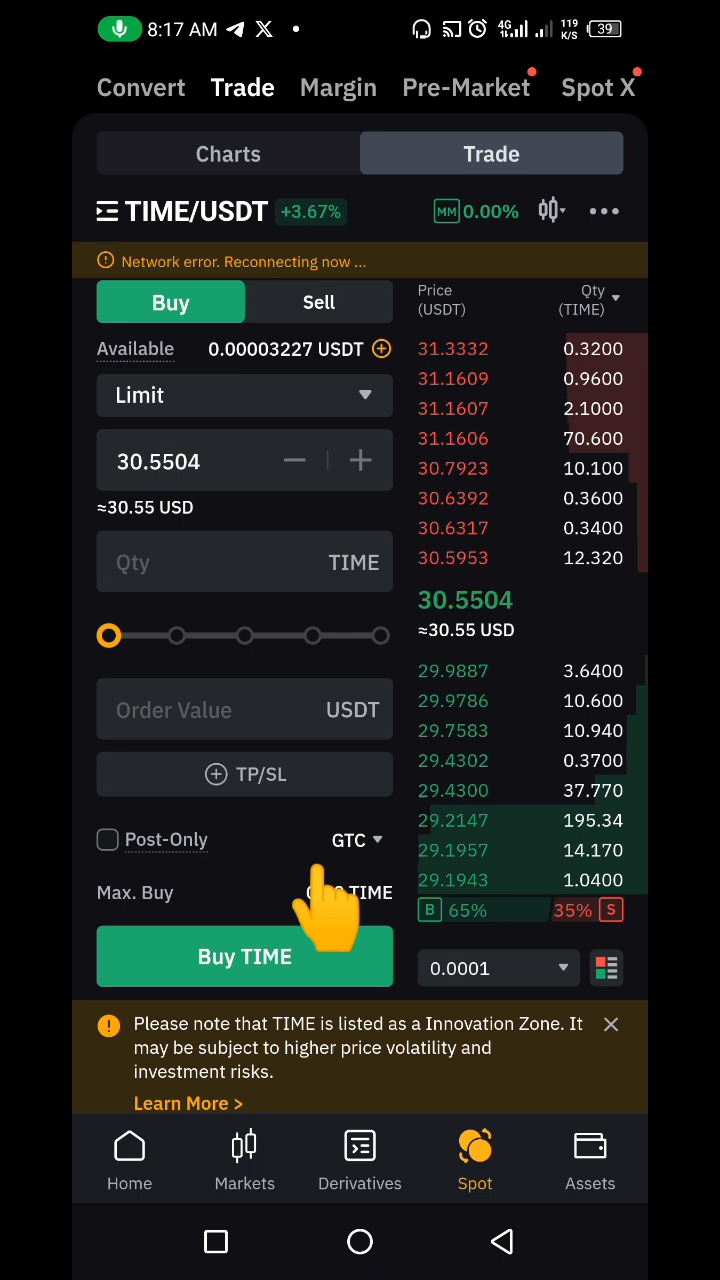 8:17 AM
4G
119
K/S
39
Convert Trade Margin Pre-Market Spot X
Charts Trade
TIME/USDT +3.67% MM 0.00%
Network error. Reconnecting now ...
Buy Sell
Available 0.00003227 USDT
Limit
30.5504
≈30.55 USD
Qty TIME
Order Value USDT
TP/SL
Post-Only GTC
Max. Buy TIME
Buy TIME
Price Qty
(USDT) (TIME)
31.3332 0.3200
31.1609 0.9600
31.1607 2.1000
31.1606 70.600
30.7923 10.100
30.6392 0.3600
30.6317 0.3400
30.5953 12.320
30.5504
≈30.55 USD
29.9887 3.6400
29.9786 10.600
29.7583 10.940
29.4302 0.3700
29.4300 37.770
29.2147 195.34
29.1957 14.170
29.1943 1.0400
B 65% 35% S
0.0001
Please note that TIME is listed as a Innovation Zone. It
may be subject to higher price volatility and
investment risks.
Learn More >
Home Markets Derivatives Spot Assets